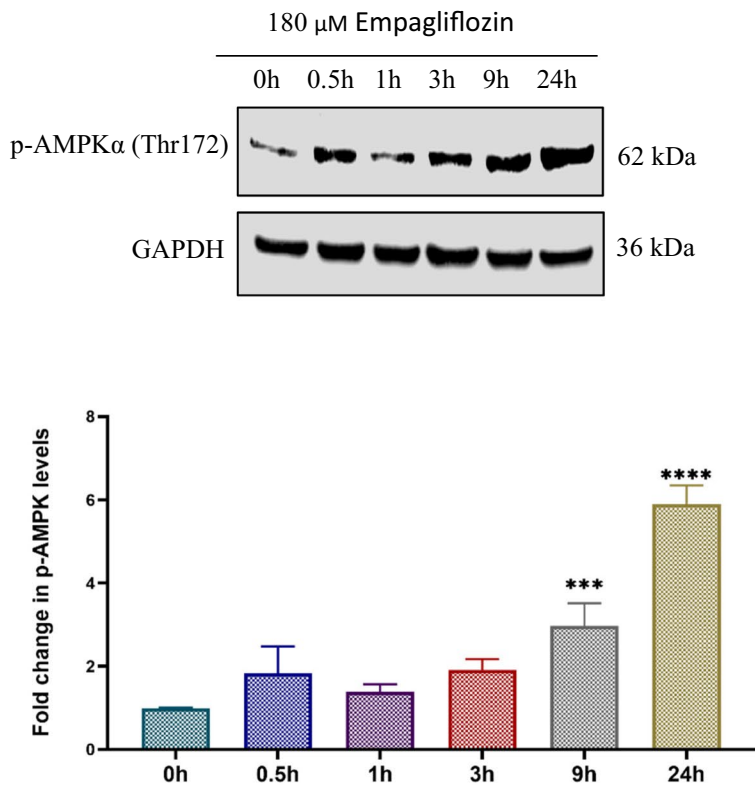 180 μM Empagliflozin
0h 0.5h 1h 3h 9h 24h
p-AMPKα (Thr172) 62 kDa
GAPDH 36 kDa
Fold change in p-AMPK levels
8
6
4
2
0
***
****
0h 0.5h 1h 3h 9h 24h